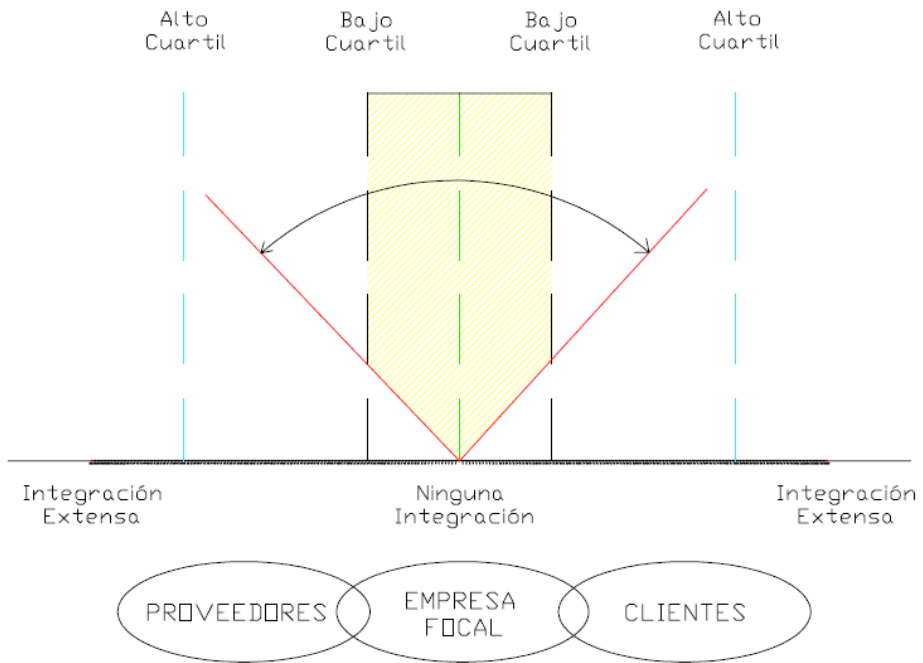 Alto
Cuartil
Bajo
Cuartil
Bajo
Cuartil
Alto
Cuartil
Integración
Extensa
Ninguna
Integración
Integración
Extensa
PROVEEDORES
EMPRESA
FOCAL
CLIENTES